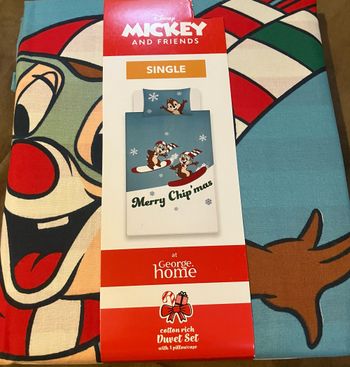 Disney
MICKEY
AND FRIENDS
SINGLE
Merry Chip'mas
at
George.
home
cotton rich
Duvet Set
with 1 pillowcase